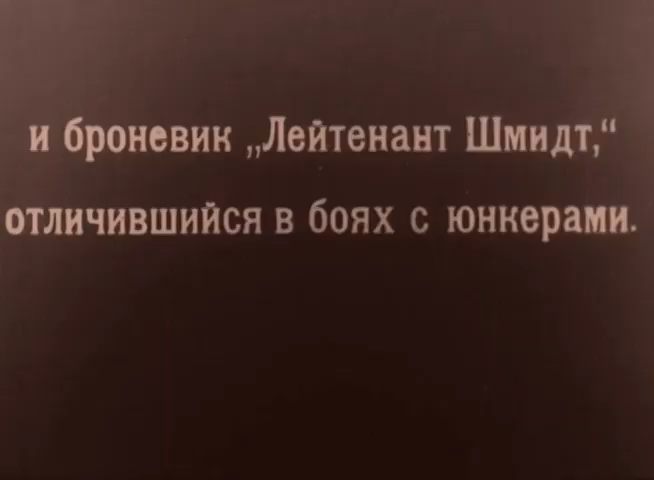 и броневик „Лейтенант Шмидт,“
отличившийся в боях с юнкерами.